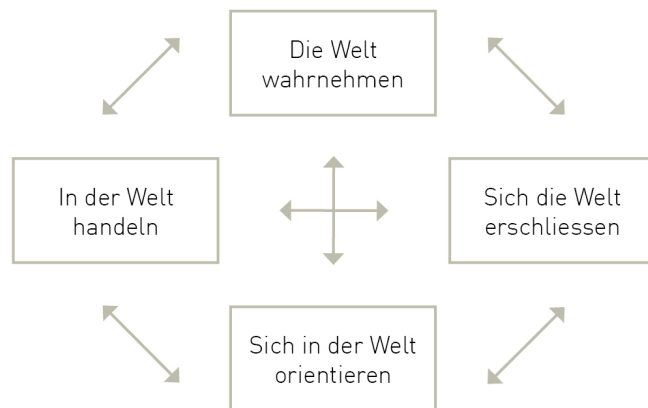 Die Welt
wahrnehmen
In der Welt
handeln
Sich die Welt
erschliessen
Sich in der Welt
orientieren